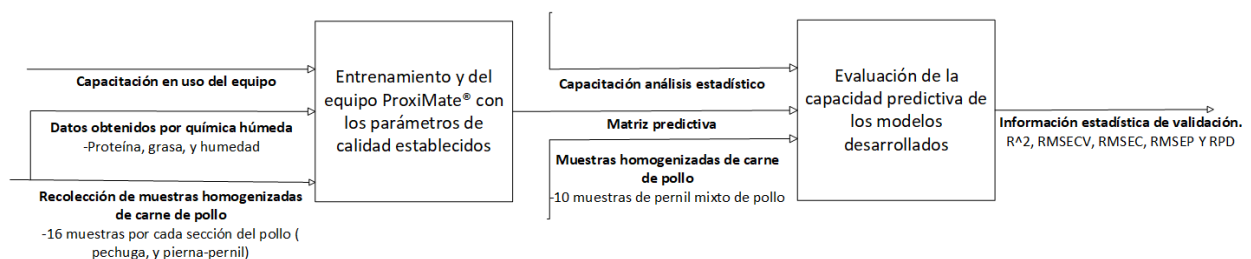 Capacitación en uso del equipo
Datos obtenidos por química húmeda
-Proteína, grasa, y humedad
Recolección de muestras homogenizadas
de carne de pollo
-16 muestras por cada sección del pollo (
pechuga, y pierna-pernil)
Entrenamiento y del
equipo ProxiMate® con
los parámetros de
calidad establecidos
Capacitación análisis estadístico
Matriz predictiva
Muestras homogenizadas de carne
de pollo
-10 muestras de pernil mixto de pollo
Evaluación de la
capacidad predictiva de
los modelos
desarrollados
Información estadística de validación.
R^2, RMSECV, RMSEC, RMSEP Y RPD